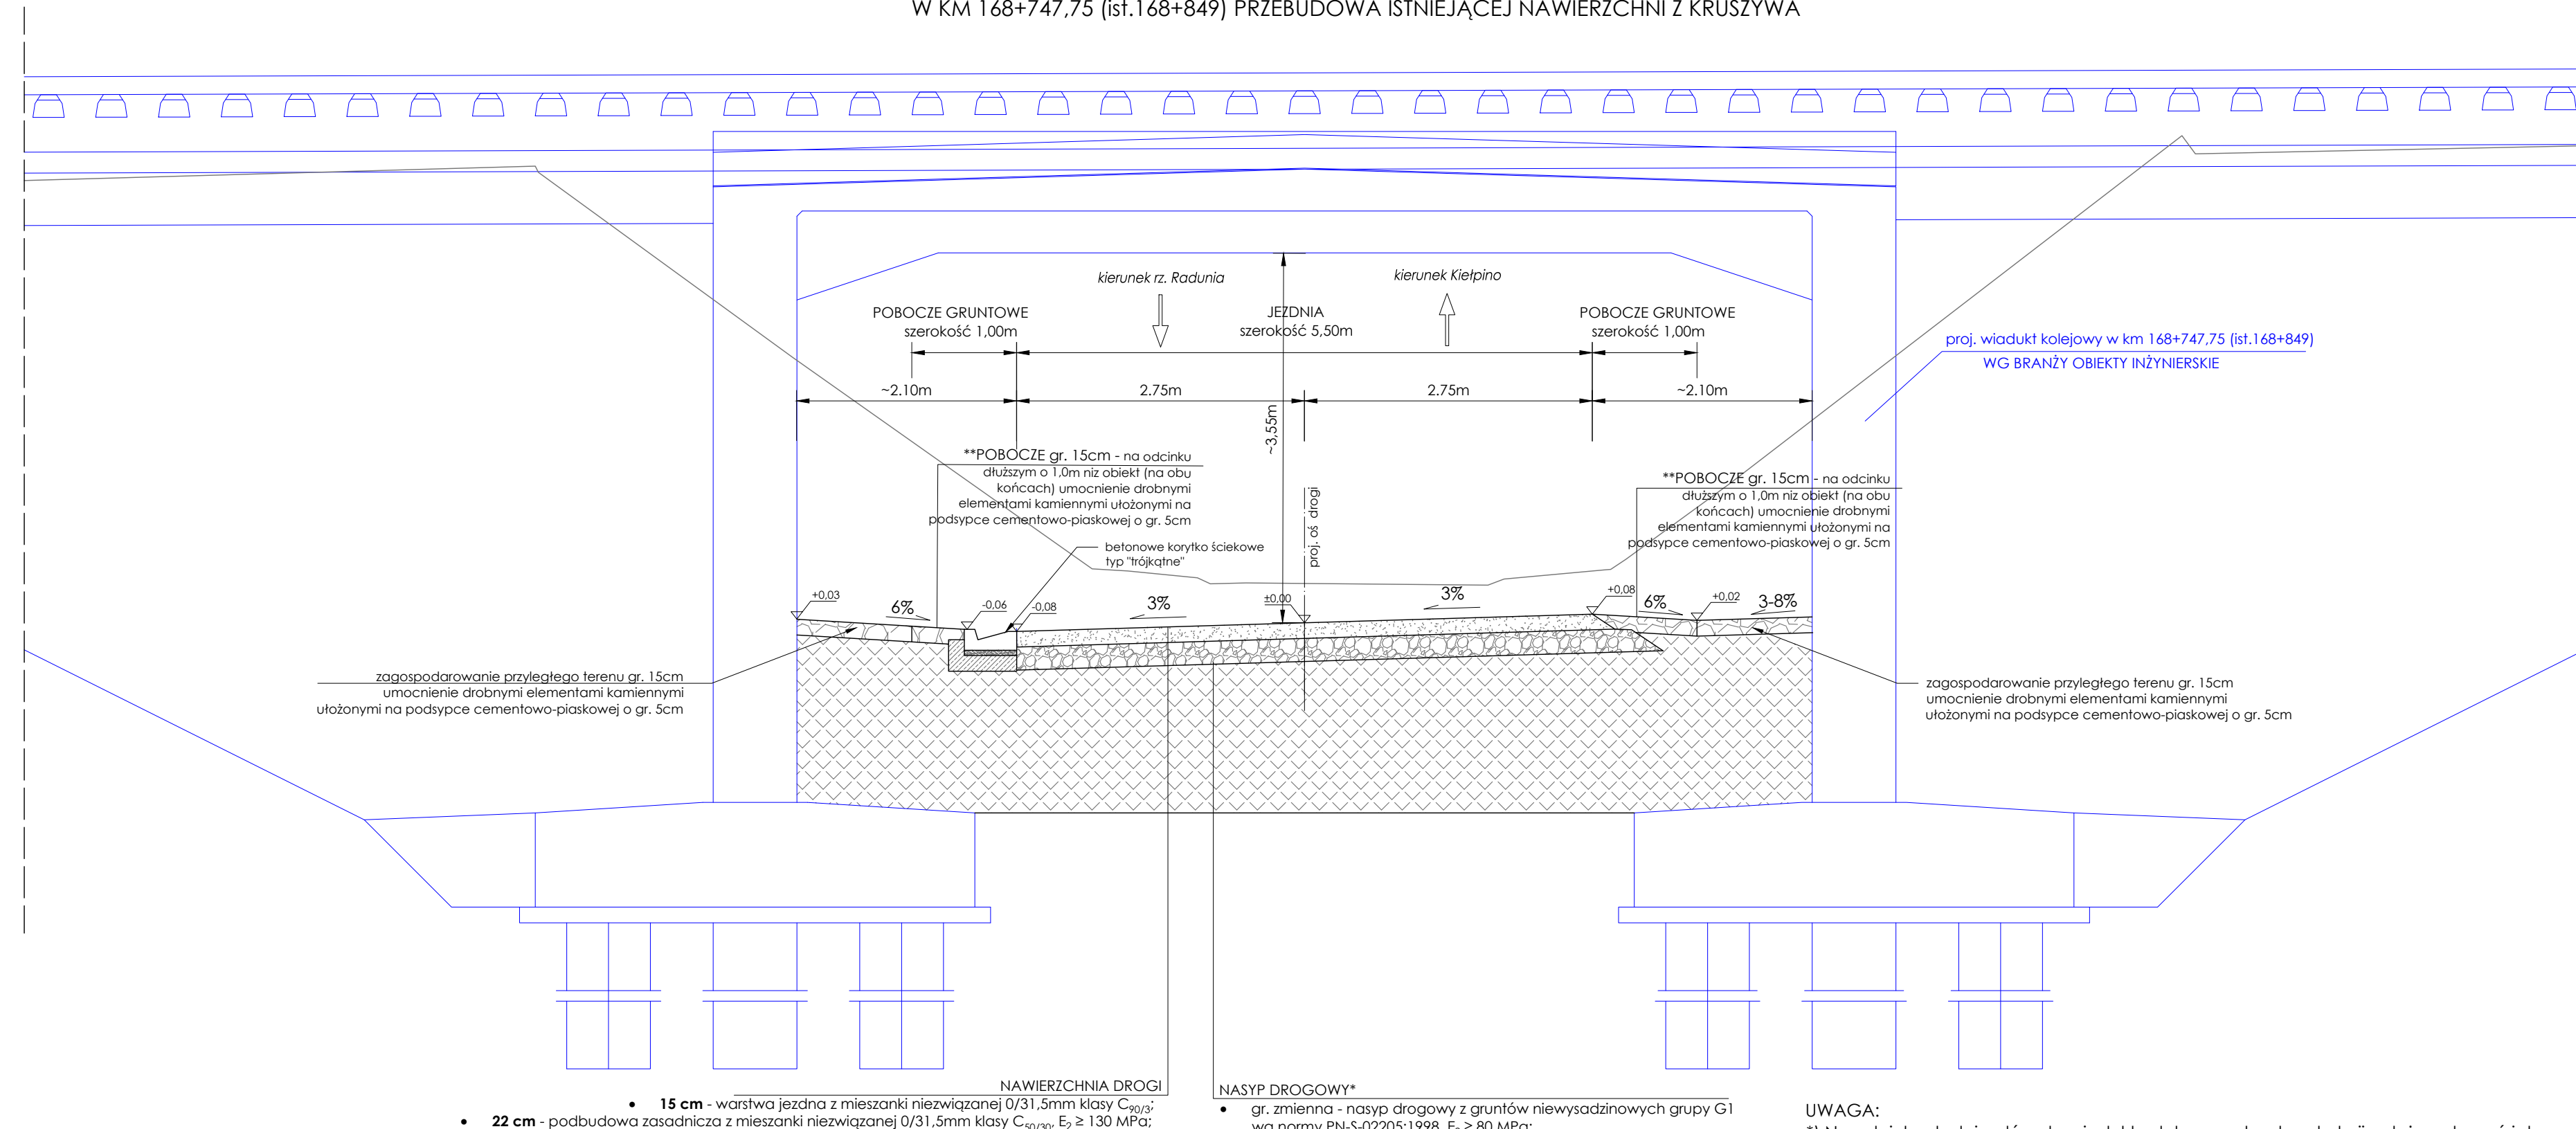 W KM 168+747,75 (ist.168+849) PRZEBUDOWA ISTNIEJĄCEJ NAWIERZCHNI Z KRUSZYWA
kierunek rz. Radunia
kierunek Kiełpino
POBOCZE GRUNTOWE
szerokość 1,00m
JEZDNIA
szerokość 5,50m
POBOCZE GRUNTOWE
szerokość 1,00m
proj. wiadukt kolejowy w km 168+747,75 (ist.168+849)
WG BRANŻY OBIEKTY INŻYNIERSKIE
~2.10m
2.75m
2.75m
~2.10m
~3,55m
**POBOCZE gr. 15cm - na odcinku
dłuższym o 1,0m niz obiekt (na obu
końcach) umocnienie drobnymi
elementami kamiennymi ułożonymi na
podsypce cementowo-piaskowej o gr. 5cm
**POBOCZE gr. 15cm - na odcinku
dłuższym o 1,0m niz obiekt (na obu
końcach) umocnienie drobnymi
elementami kamiennymi ułożonymi na
podsypce cementowo-piaskowej o gr. 5cm
proj. oś drogi
betonowe korytko ściekowe
typ "trójkątne"
+0,03
6%
-0,06
-0,08
3%
±0,00
3%
+0,08
6%
+0,02
3-8%
zagospodarowanie przyległego terenu gr. 15cm
umocnienie drobnymi elementami kamiennymi
ułożonymi na podsypce cementowo-piaskowej o gr. 5cm
zagospodarowanie przyległego terenu gr. 15cm
umocnienie drobnymi elementami kamiennymi
ułożonymi na podsypce cementowo-piaskowej o gr. 5cm
NAWIERZCHNIA DROGI
• 15 cm - warstwa jezdna z mieszanki niezwiązanej 0/31,5mm klasy C90/3;
• 22 cm - podbudowa zasadnicza z mieszanki niezwiązanej 0/31,5mm klasy C50/30, E2 ≥ 130 MPa;
NASYP DROGOWY*
• gr. zmienna - nasyp drogowy z gruntów niewysadzinowych grupy G1
wg normy PN-S-02205:1998, E2 ≥ 80 MPa;
UWAGA: